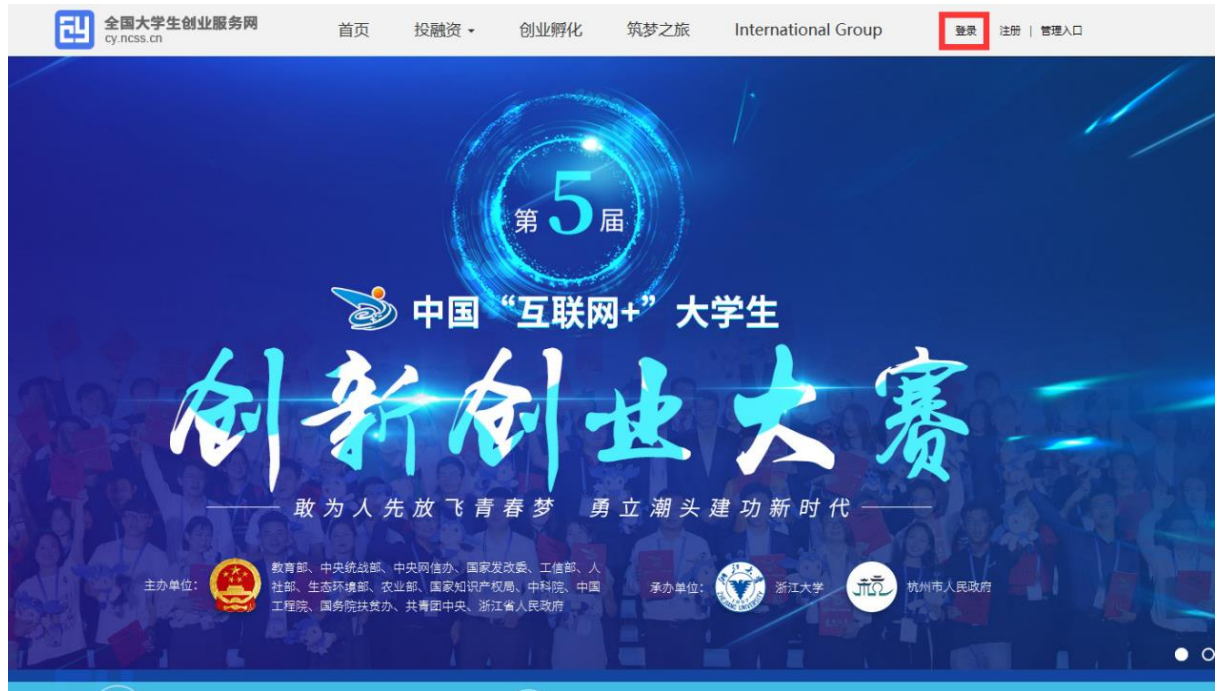 全国大学生创业服务网
cy.ncss.cn
首页 投融资 创业孵化 筑梦之旅 International Group 登录 注册 | 管理入口
第5届
中国“互联网+”大学生
创新创业大赛
敢为人先放飞青春梦 勇立潮头建功新时代
主办单位：
教育部、中央统战部、中央网信办、国家发改委、工信部、人
社部、生态环境部、农业部、国家知识产权局、中科院、中国
工程院、国务院扶贫办、共青团中央、浙江省人民政府
承办单位：
浙江大学
杭州市人民政府